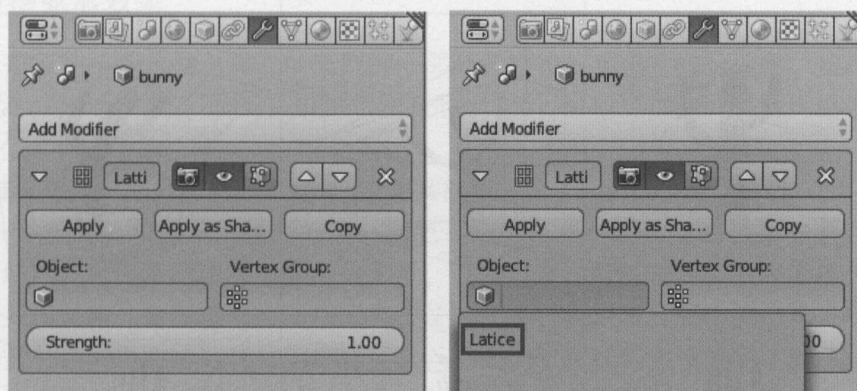 bunny
Add Modifier
Latti
Apply
Apply as Sha...
Copy
Object:
Vertex Group:
Strength: 1.00
bunny
Add Modifier
Latti
Apply
Apply as Sha...
Copy
Object:
Vertex Group:
Latice
00